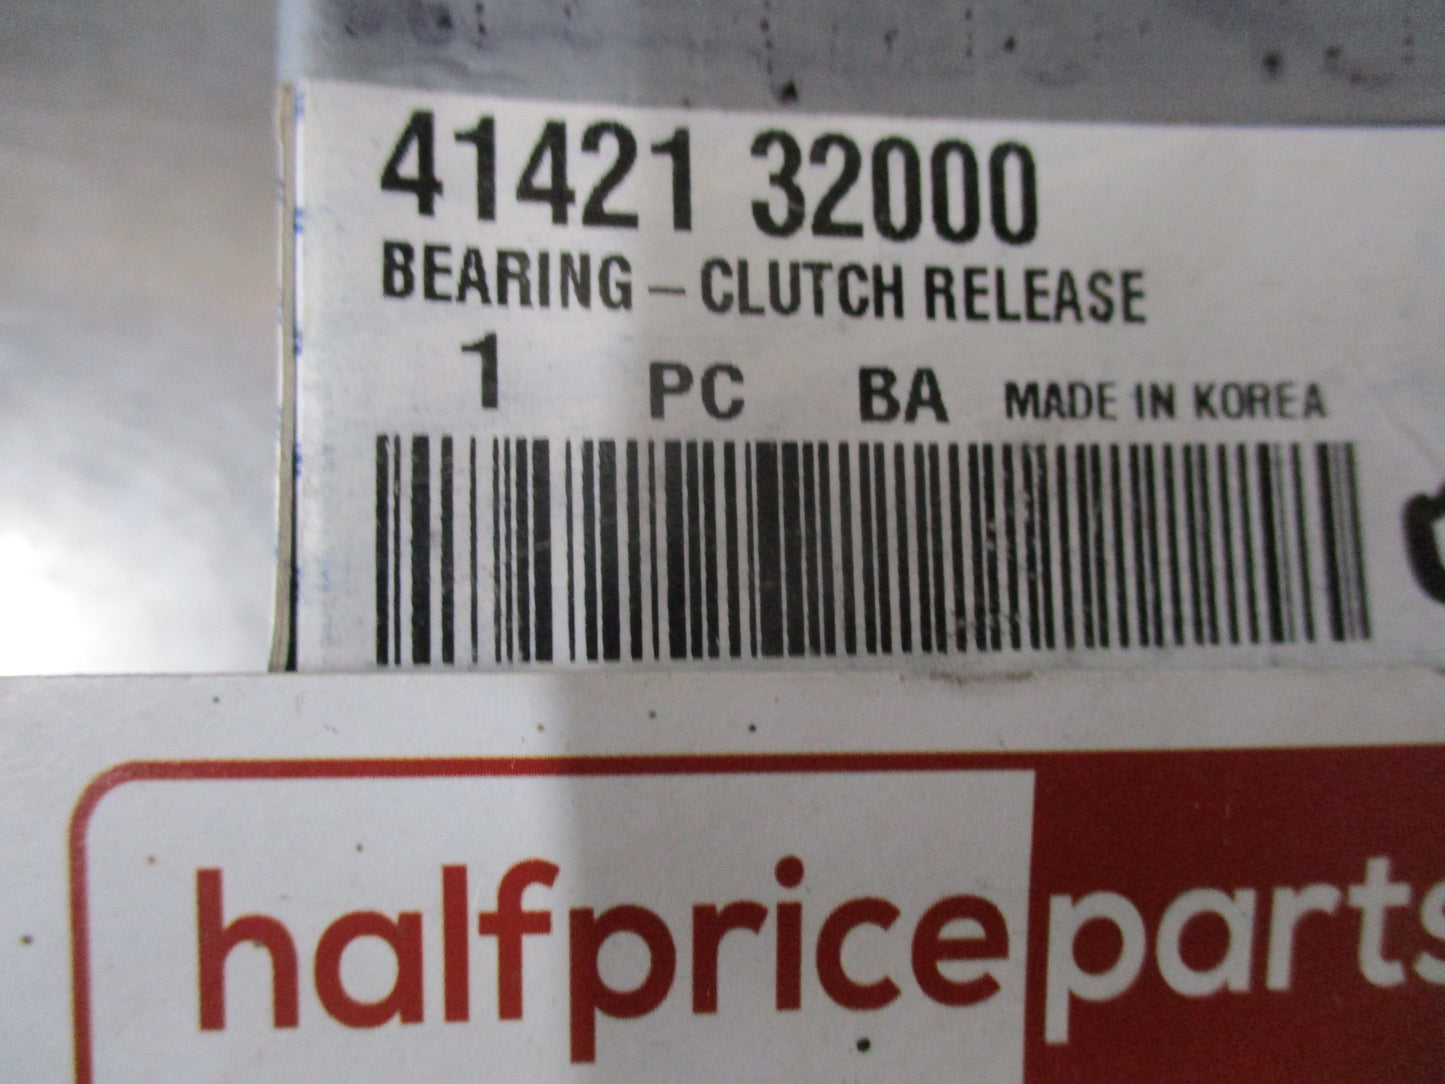 41421 32000
BEARING – CLUTCH RELEASE
1 PC BA MADE IN KOREA
halfpriceparts